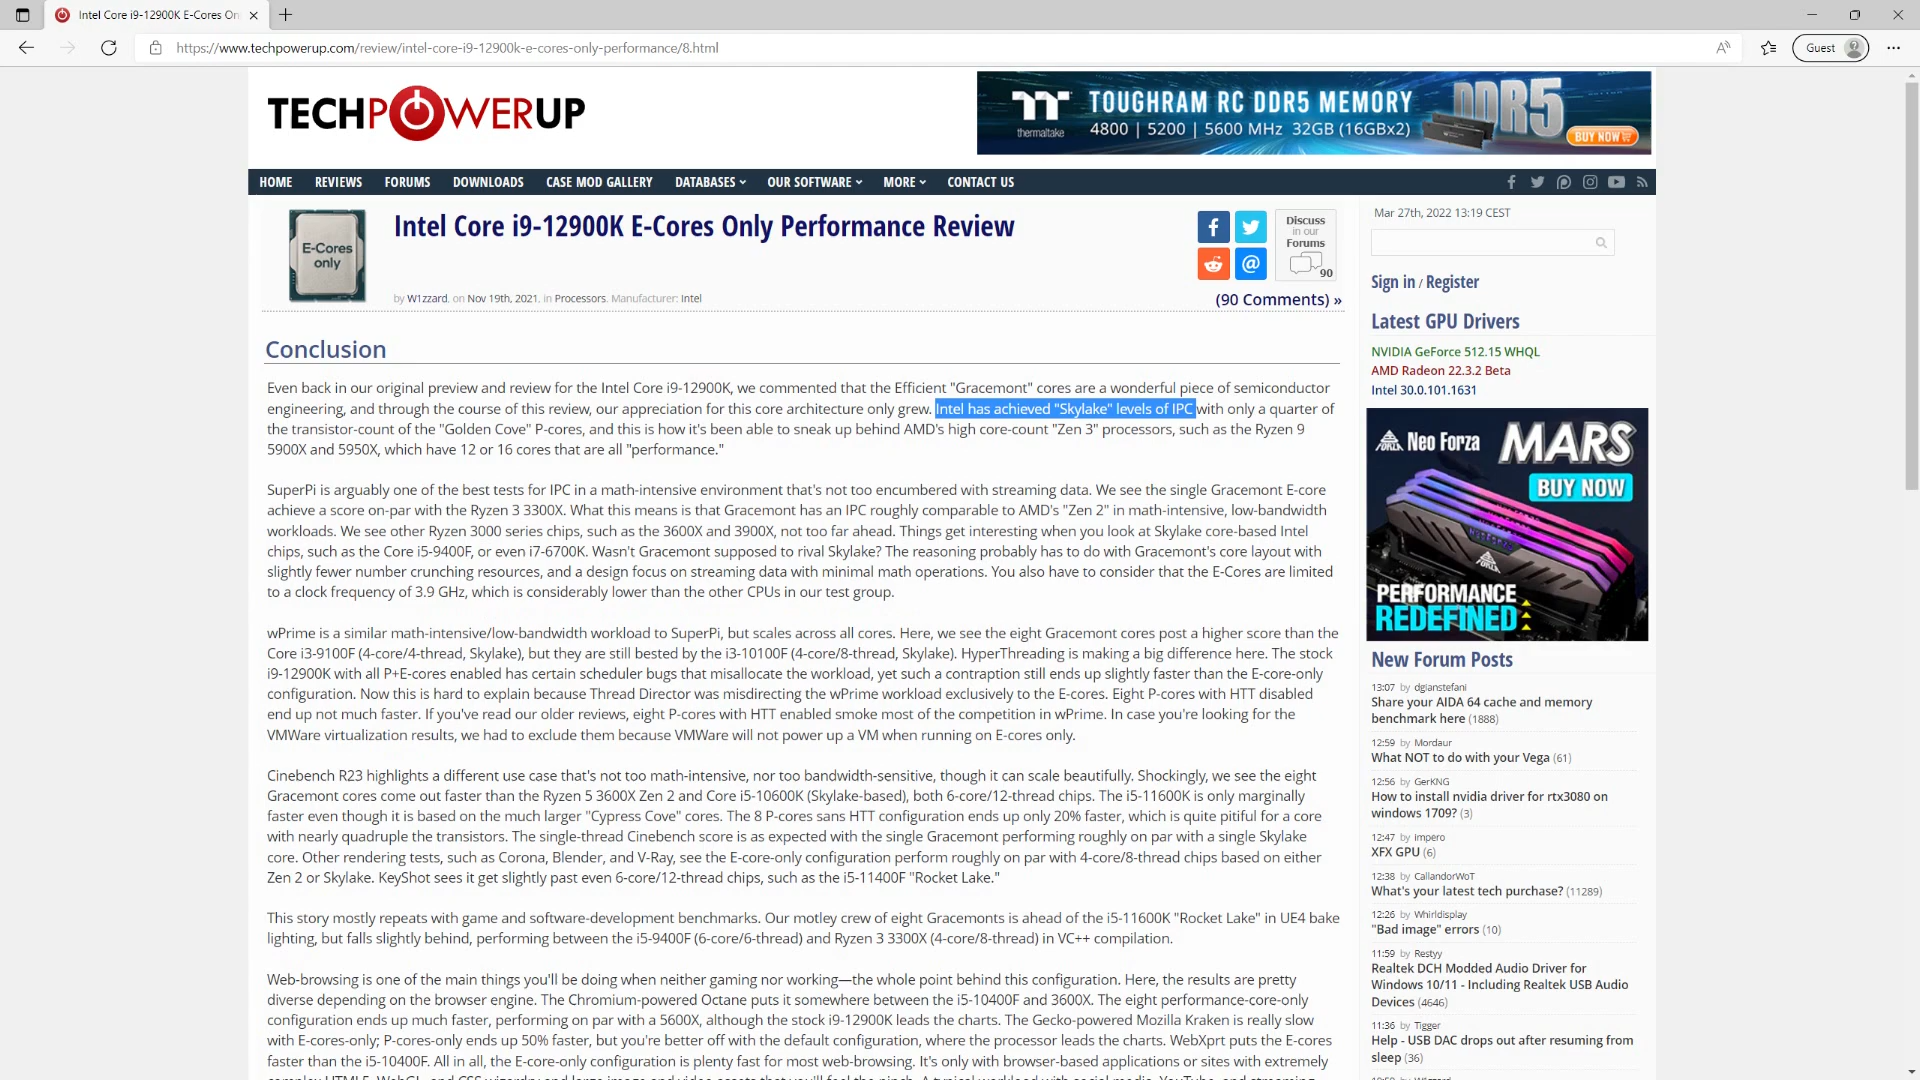 Intel Core i9-12900K E-Cores On
https://www.techpowerup.com/review/intel-core-i9-12900k-e-cores-only-performance/8.html
Guest
TECHPOWERUP
thermaltake
TOUGHRAM RC DDR5 MEMORY
4800 | 5200 | 5600 MHz 32GB (16GBx2)
DDR5
BUY NOW
HOME REVIEWS FORUMS DOWNLOADS CASE MOD GALLERY DATABASES OUR SOFTWARE MORE CONTACT US
E-Cores
only
Intel Core i9-12900K E-Cores Only Performance Review
by W1zzard, on Nov 19th, 2021, in Processors. Manufacturer: Intel
Discuss
in our
Forums
90
(90 Comments) »
Conclusion
Even back in our original preview and review for the Intel Core i9-12900K, we commented that the Efficient "Gracemont" cores are a wonderful piece of semiconductor
engineering, and through the course of this review, our appreciation for this core architecture only grew. Intel has achieved "Skylake" levels of IPC with only a quarter of
the transistor-count of the "Golden Cove" P-cores, and this is how it's been able to sneak up behind AMD's high core-count "Zen 3" processors, such as the Ryzen 9
5900X and 5950X, which have 12 or 16 cores that are all "performance."
SuperPi is arguably one of the best tests for IPC in a math-intensive environment that's not too encumbered with streaming data. We see the single Gracemont E-core
achieve a score on-par with the Ryzen 3 3300X. What this means is that Gracemont has an IPC roughly comparable to AMD's "Zen 2" in math-intensive, low-bandwidth
workloads. We see other Ryzen 3000 series chips, such as the 3600X and 3900X, not too far ahead. Things get interesting when you look at Skylake core-based Intel
chips, such as the Core i5-9400F, or even i7-6700K. Wasn't Gracemont supposed to rival Skylake? The reasoning probably has to do with Gracemont's core layout with
slightly fewer number crunching resources, and a design focus on streaming data with minimal math operations. You also have to consider that the E-Cores are limited
to a clock frequency of 3.9 GHz, which is considerably lower than the other CPUs in our test group.
wPrime is a similar math-intensive/low-bandwidth workload to SuperPi, but scales across all cores. Here, we see the eight Gracemont cores post a higher score than the
Core i3-9100F (4-core/4-thread, Skylake), but they are still bested by the i3-10100F (4-core/8-thread, Skylake). HyperThreading is making a big difference here. The stock
i9-12900K with all P+E-cores enabled has certain scheduler bugs that misallocate the workload, yet such a contraption still ends up slightly faster than the E-core-only
configuration. Now this is hard to explain because Thread Director was misdirecting the wPrime workload exclusively to the E-cores. Eight P-cores with HTT disabled
end up not much faster. If you've read our older reviews, eight P-cores with HTT enabled smoke most of the competition in wPrime. In case you're looking for the
VMWare virtualization results, we had to exclude them because VMWare will not power up a VM when running on E-cores only.
Cinebench R23 highlights a different use case that's not too math-intensive, nor too bandwidth-sensitive, though it can scale beautifully. Shockingly, we see the eight
Gracemont cores come out faster than the Ryzen 5 3600X Zen 2 and Core i5-10600K (Skylake-based), both 6-core/12-thread chips. The i5-11600K is only marginally
faster even though it is based on the much larger "Cypress Cove" cores. The 8 P-cores sans HTT configuration ends up only 20% faster, which is quite pitiful for a core
with nearly quadruple the transistors. The single-thread Cinebench score is as expected with the single Gracemont performing roughly on par with a single Skylake
core. Other rendering tests, such as Corona, Blender, and V-Ray, see the E-core-only configuration perform roughly on par with 4-core/8-thread chips based on either
Zen 2 or Skylake. KeyShot sees it get slightly past even 6-core/12-thread chips, such as the i5-11400F "Rocket Lake."
This story mostly repeats with game and software-development benchmarks. Our motley crew of eight Gracemonts is ahead of the i5-11600K "Rocket Lake" in UE4 bake
lighting, but falls slightly behind, performing between the i5-9400F (6-core/6-thread) and Ryzen 3 3300X (4-core/8-thread) in VC++ compilation.
Web-browsing is one of the main things you'll be doing when neither gaming nor working—the whole point behind this configuration. Here, the results are pretty
diverse depending on the browser engine. The Chromium-powered Octane puts it somewhere between the i5-10400F and 3600X. The eight performance-core-only
configuration ends up much faster, performing on par with a 5600X, although the stock i9-12900K leads the charts. The Gecko-powered Mozilla Kraken is really slow
with E-cores-only; P-cores-only ends up 50% faster, but you're better off with the default configuration, where the processor leads the charts. WebXprt puts the E-cores
faster than the i5-10400F. All in all, the E-core-only configuration is plenty fast for most web-browsing. It's only with browser-based applications or sites with extremely
Mar 27th, 2022 13:19 CEST
Sign in / Register
Latest GPU Drivers
NVIDIA GeForce 512.15 WHQL
AMD Radeon 22.3.2 Beta
Intel 30.0.101.1631
Neo Forza
MARS
BUY NOW
PERFORMANCE
REDEFINED
New Forum Posts
13:07 by dgianstefani
Share your AIDA 64 cache and memory
benchmark here (1888)
12:59 by Mordaur
What NOT to do with your Vega (61)
12:56 by GerKNG
How to install nvidia driver for rtx3080 on
windows 1709? (3)
12:47 by impero
XFX GPU (6)
12:38 by CallandorWoT
What's your latest tech purchase? (11289)
12:26 by Whirldisplay
"Bad image" errors (10)
11:59 by Restyy
Realtek DCH Modded Audio Driver for
Windows 10/11 - Including Realtek USB Audio
Devices (4646)
11:36 by Tigger
Help - USB DAC drops out after resuming from
sleep (36)